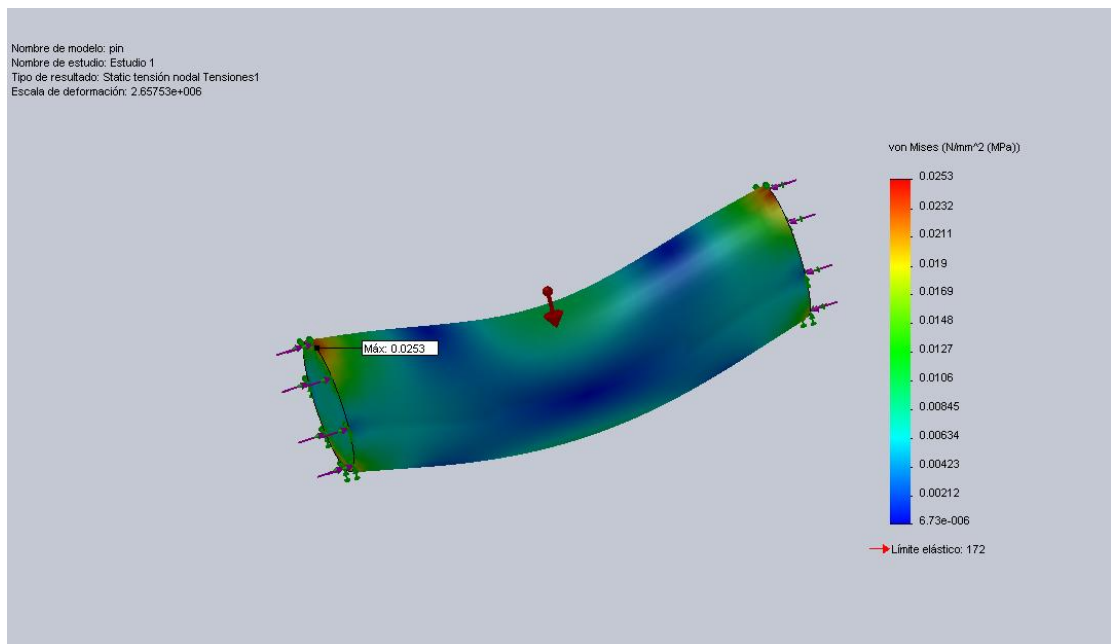 Nombre de modelo: pin
Nombre de estudio: Estudio 1
Tipo de resultado: Static tensión nodal Tensiones1
Escala de deformación: 2.65753e+006
von Mises (N/mm^2 (MPa))
0.0253
0.0232
0.0211
0.019
0.0169
0.0148
0.0127
0.0106
0.00845
0.00634
0.00423
0.00212
6.73e-006
Límite elástico: 172
Máx: 0.0253